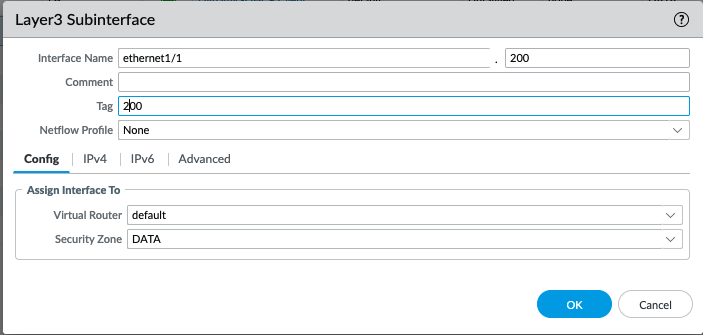 Layer3 Subinterface
?
Interface Name ethernet1/1 . 200
Comment
Tag 200
Netflow Profile None
Config IPv4 IPv6 Advanced
Assign Interface To
Virtual Router default
Security Zone DATA
OK Cancel